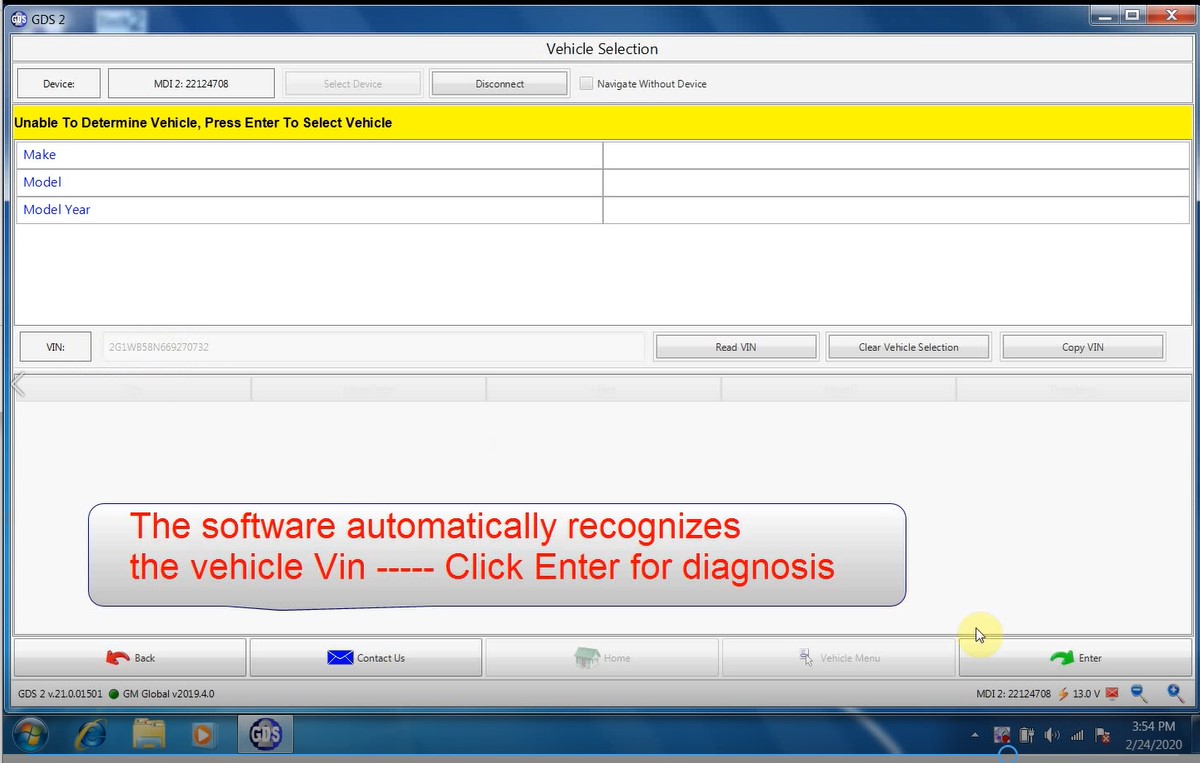 GDS 2
Vehicle Selection
Device:
MDI 2: 22124708
Select Device
Disconnect
Navigate Without Device
Unable To Determine Vehicle, Press Enter To Select Vehicle
Make
Model
Model Year
VIN:
2G1WB58N669270732
Read VIN
Clear Vehicle Selection
Copy VIN
The software automatically recognizes
the vehicle Vin ----- Click Enter for diagnosis
Back
Contact Us
Home
Vehicle Menu
Enter
GDS 2 v.21.0.01501
GM Global v2019.4.0
MDI 2: 22124708
13.0 V
GDS
3:54 PM
2/24/2020